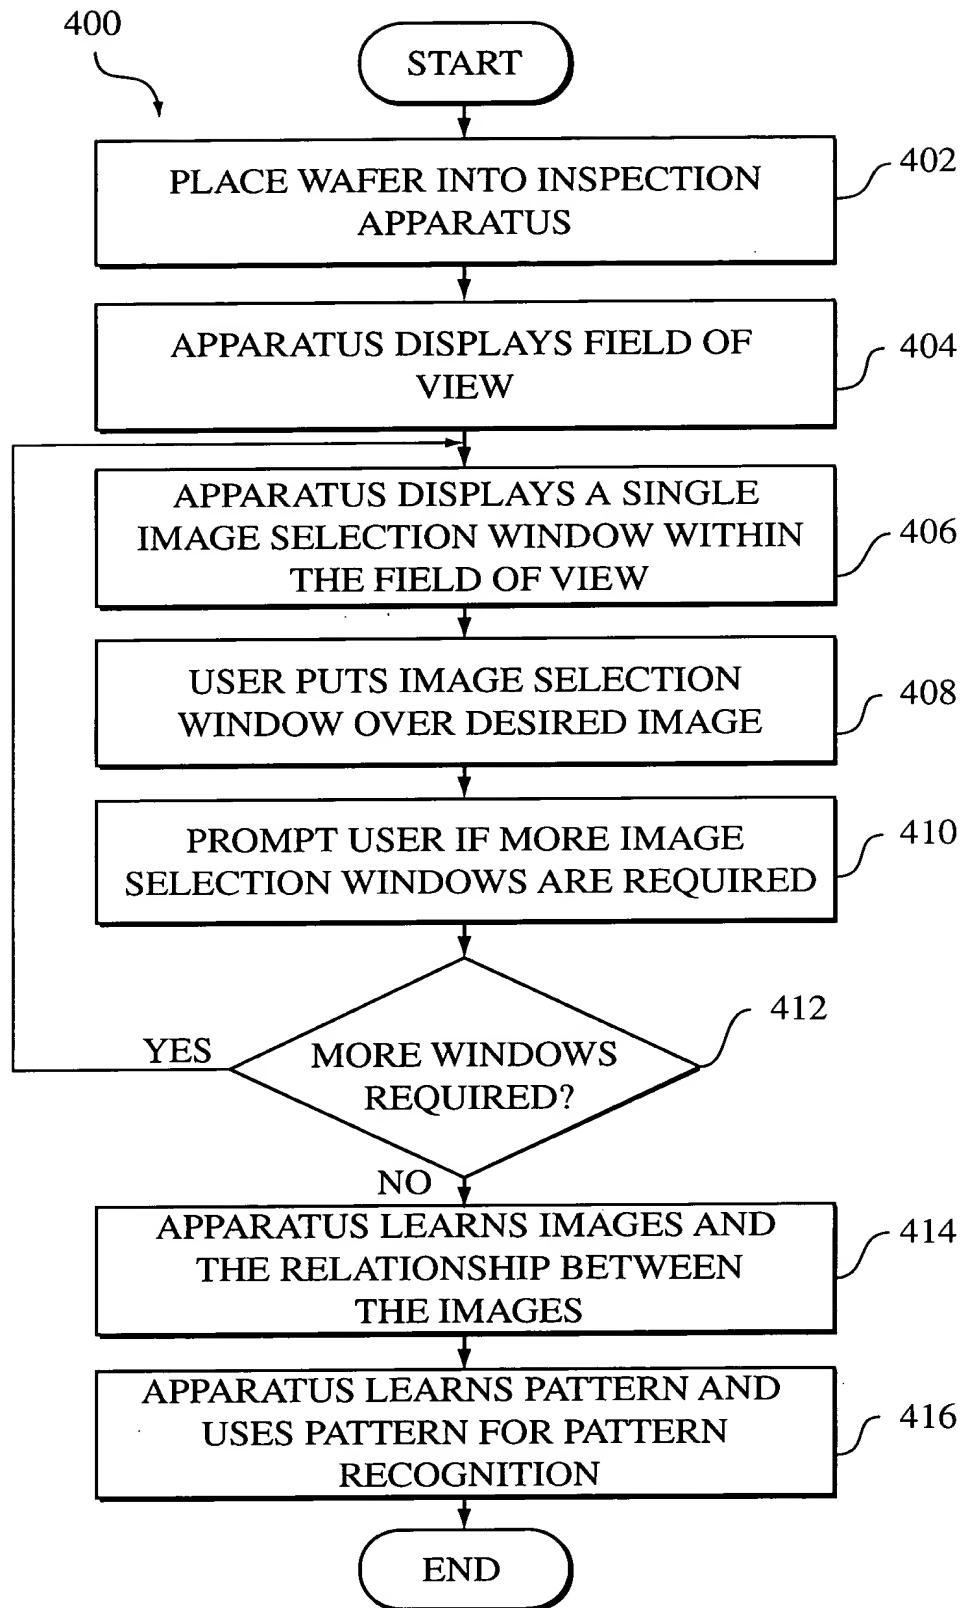 400
START
PLACE WAFER INTO INSPECTION
APPARATUS
402
APPARATUS DISPLAYS FIELD OF
VIEW
404
APPARATUS DISPLAYS A SINGLE
IMAGE SELECTION WINDOW WITHIN
THE FIELD OF VIEW
406
USER PUTS IMAGE SELECTION
WINDOW OVER DESIRED IMAGE
408
PROMPT USER IF MORE IMAGE
SELECTION WINDOWS ARE REQUIRED
410
YES
MORE WINDOWS
REQUIRED?
412
NO
APPARATUS LEARNS IMAGES AND
THE RELATIONSHIP BETWEEN
THE IMAGES
414
APPARATUS LEARNS PATTERN AND
USES PATTERN FOR PATTERN
RECOGNITION
416
END